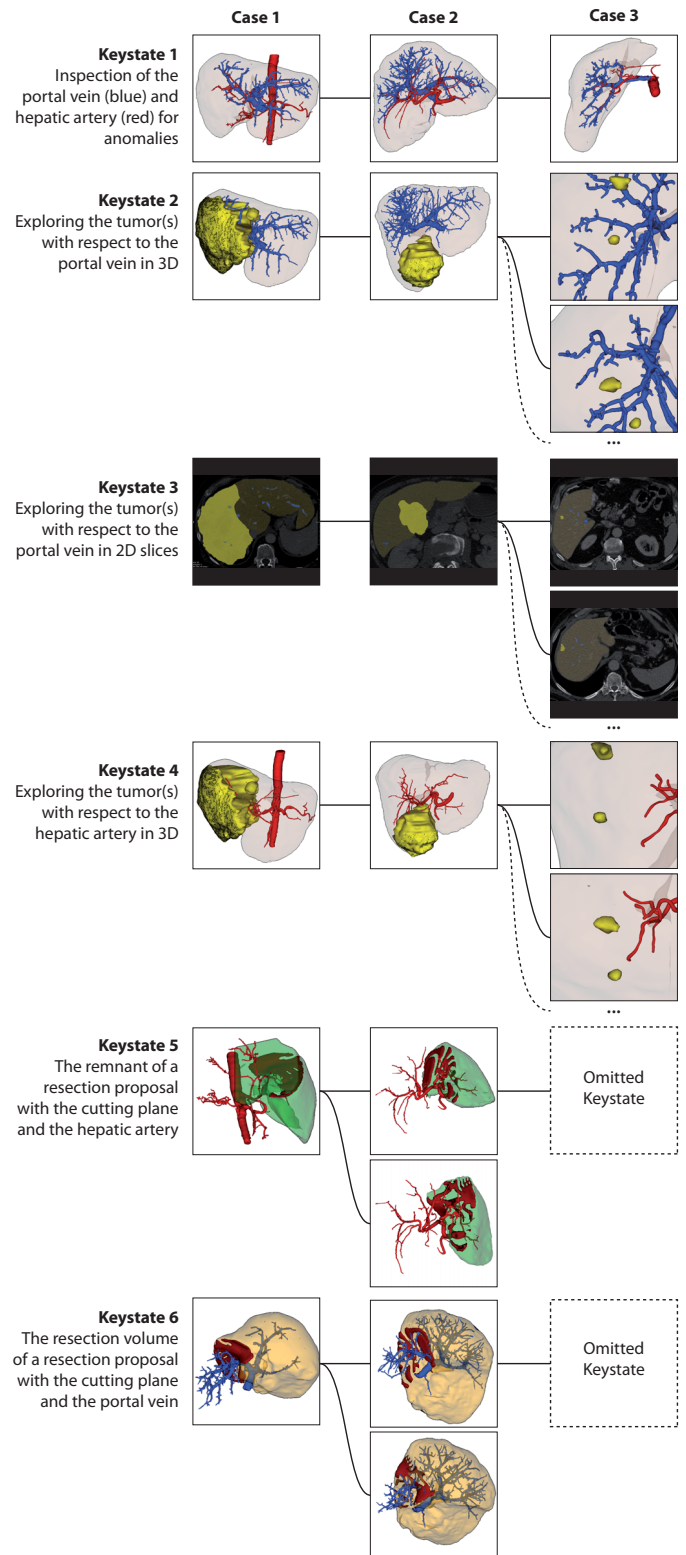 Case 1
Case 2
Case 3
Keystate 1
Inspection of the
portal vein (blue) and
hepatic artery (red) for
anomalies
Keystate 2
Exploring the tumor(s)
with respect to the
portal vein in 3D
...
Keystate 3
Exploring the tumor(s)
with respect to the
portal vein in 2D slices
...
Keystate 4
Exploring the tumor(s)
with respect to the
hepatic artery in 3D
...
Keystate 5
The remnant of a
resection proposal
with the cutting plane
and the hepatic artery
Omitted
Keystate
Keystate 6
The resection volume
of a resection proposal
with the cutting plane
and the portal vein
Omitted
Keystate